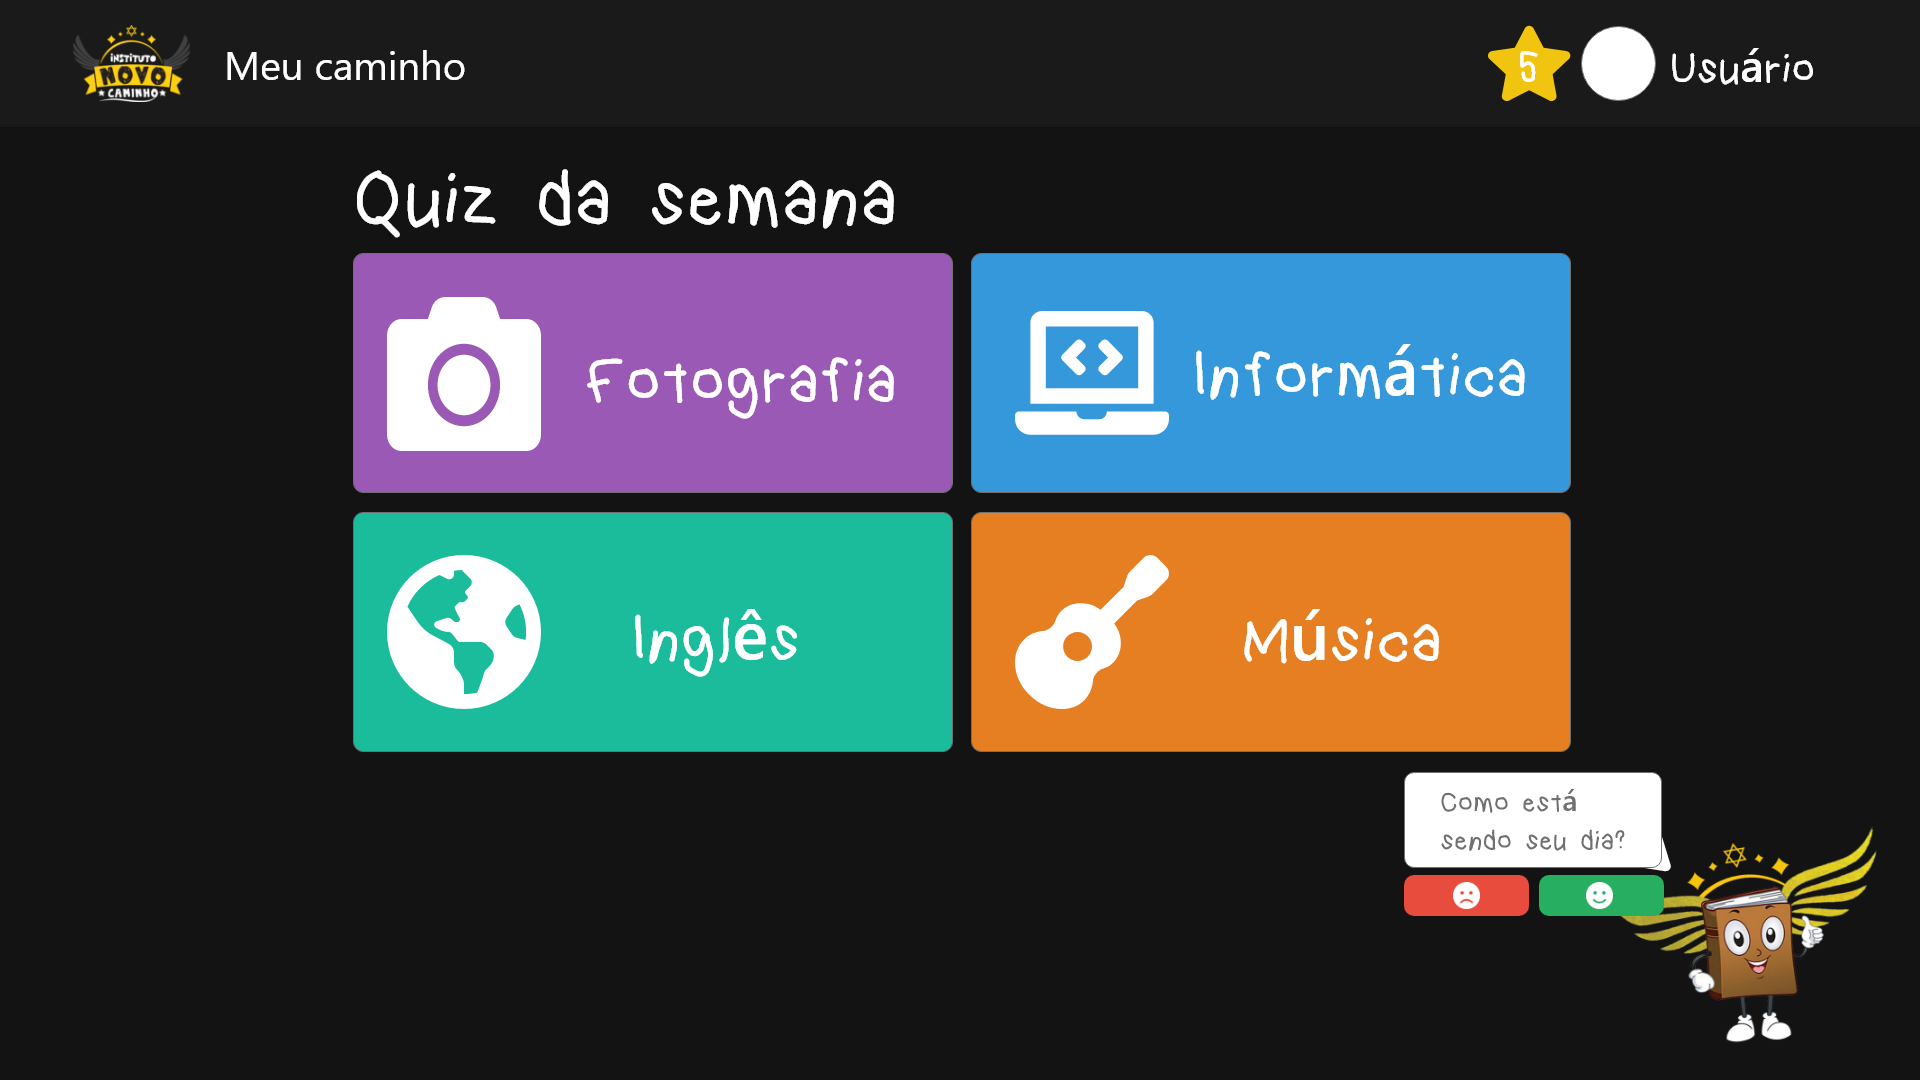 INSTITUTO
NOVO
CAMINHO
Meu caminho
5
Usuário
Quiz da semana
Fotografia
Informática
Inglês
Música
Como está
sendo seu dia?